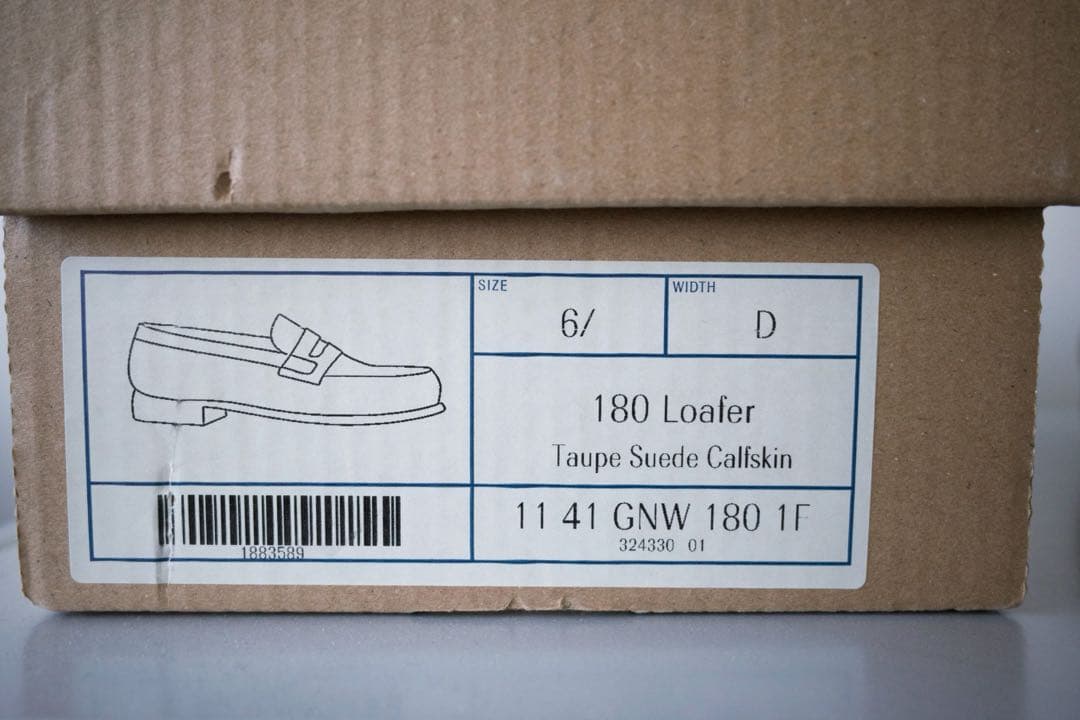 SIZE
6/
WIDTH
D
180 Loafer
Taupe Suede Calfskin
1883589
11 41 GNW 180 1F
324330 01